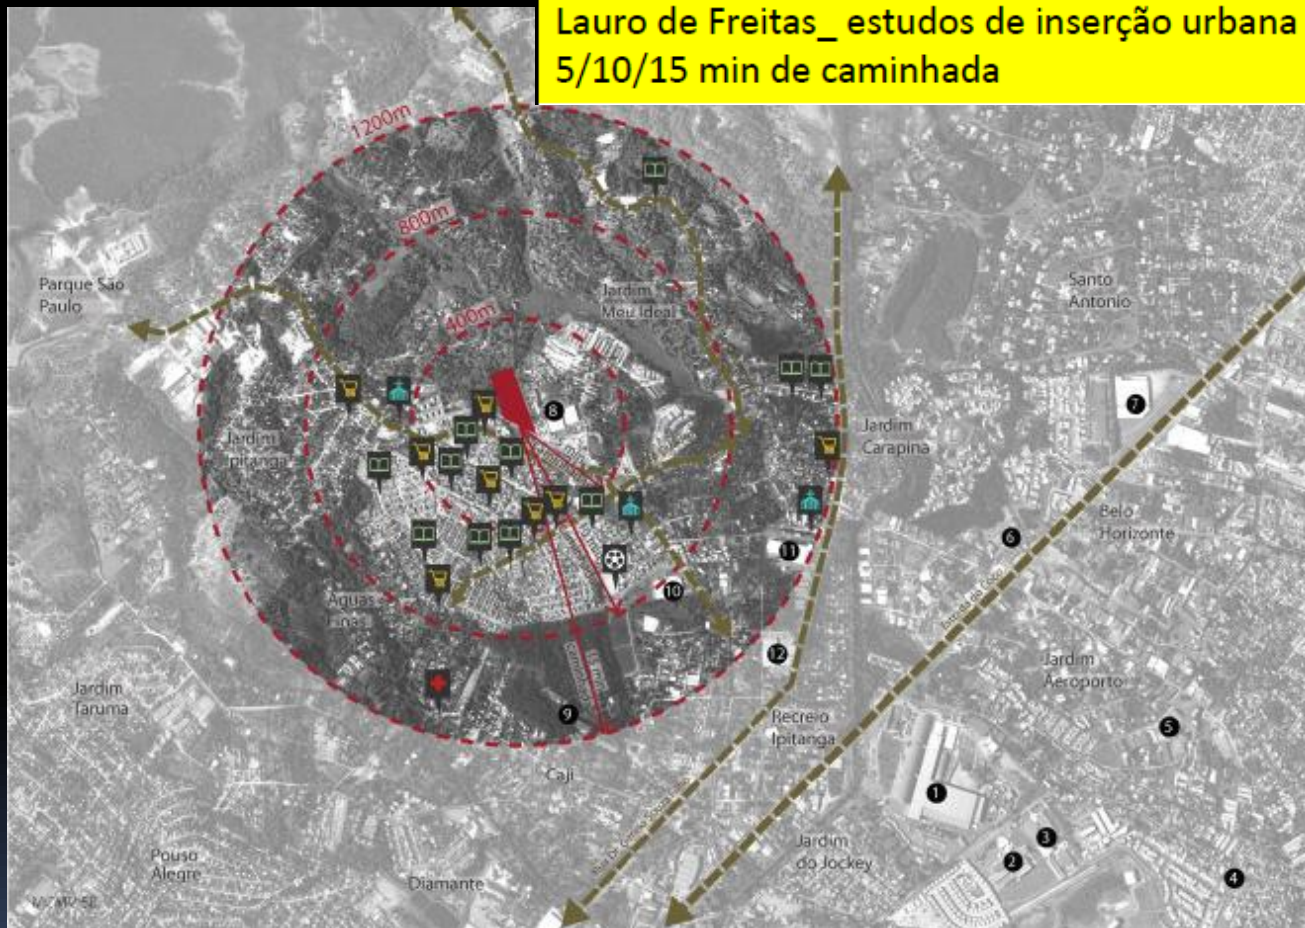 Lauro de Freitas_ estudos de inserção urbana
5/10/15 min de caminhada
1200m
800m
400m
Parque São
Paulo
Jardim
Meu Ideal
Santo
Antonio
7
8
Jardim
Ipitanga
Jardim
Carapina
Belo
Horizonte
6
11
10
Estrada do Coco
Águas
Finas
12
Jardim
Aeroporto
Jardim
Taruma
9
Recreio
Ipitanga
5
Caji
1
3
Jardim
do Jockey
2
Pouso
Alegre
Diamante
4